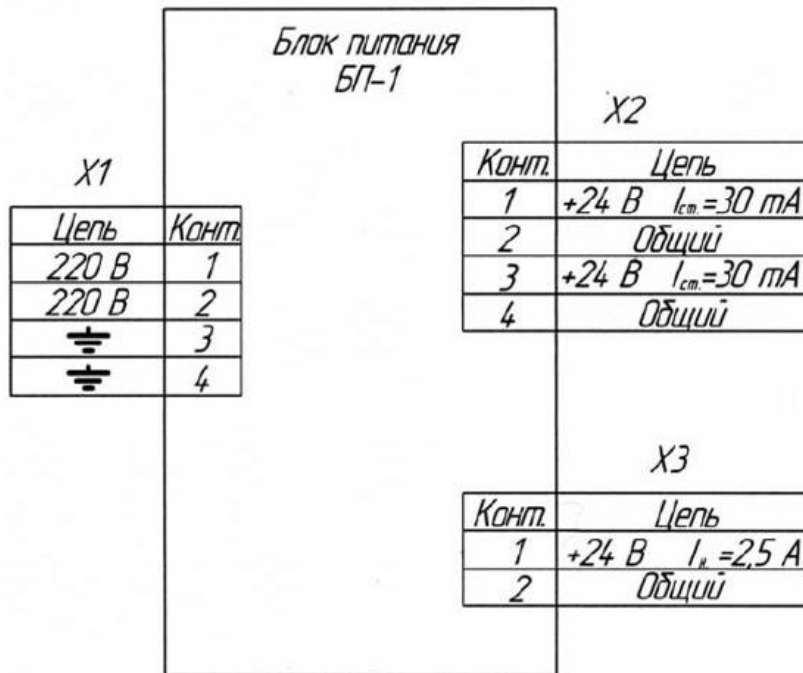 Блок питания
БП-1
X1
Цепь Конт.
220 В 1
220 В 2
3
4
X2
Конт. Цепь
1 +24 В Iст.=30 mA
2 Общий
3 +24 В Iст.=30 mA
4 Общий
X3
Конт. Цепь
1 +24 В Iн.=2,5 А
2 Общий